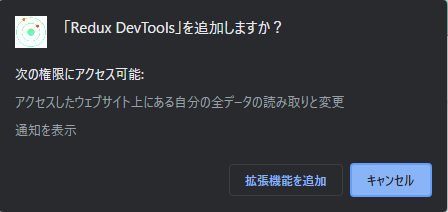 「Redux DevTools」を追加しますか？
次の権限にアクセス可能:
アクセスしたウェブサイト上にある自分の全データの読み取りと変更
通知を表示
拡張機能を追加
キャンセル